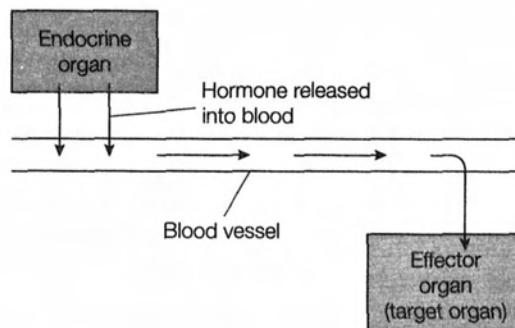 Endocrine
organ
Hormone released
into blood
Blood vessel
Effector
organ
(target organ)